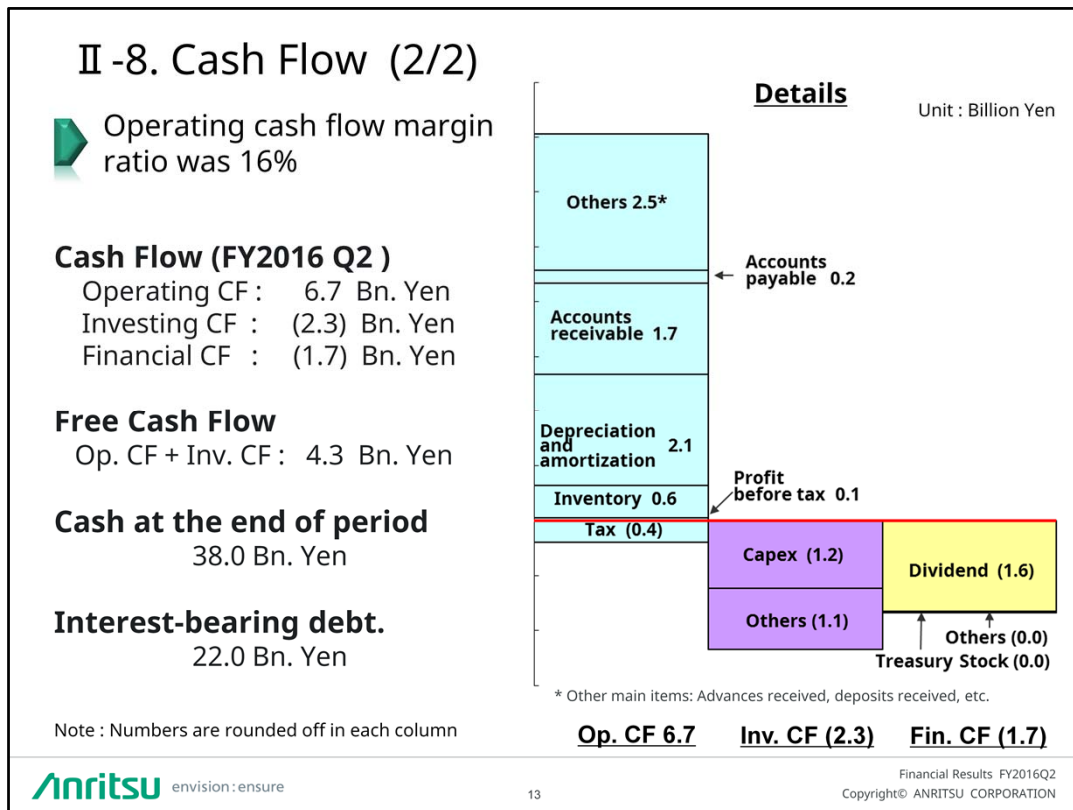 Ⅱ-8. Cash Flow (2/2)
Operating cash flow margin
ratio was 16%
Cash Flow (FY2016 Q2 )
Operating CF : 6.7 Bn. Yen
Investing CF : (2.3) Bn. Yen
Financial CF : (1.7) Bn. Yen
Free Cash Flow
Op. CF + Inv. CF : 4.3 Bn. Yen
Cash at the end of period
38.0 Bn. Yen
Interest-bearing debt.
22.0 Bn. Yen
Note : Numbers are rounded off in each column
Details
Unit : Billion Yen
Others 2.5*
Accounts
payable 0.2
Accounts
receivable 1.7
Depreciation
and 2.1
amortization
Profit
before tax 0.1
Inventory 0.6
Tax (0.4)
Capex (1.2)
Dividend (1.6)
Others (1.1)
Others (0.0)
Treasury Stock (0.0)
* Other main items: Advances received, deposits received, etc.
Op. CF 6.7 Inv. CF (2.3) Fin. CF (1.7)
Anritsu envision : ensure
13
Financial Results FY2016Q2
Copyright© ANRITSU CORPORATION